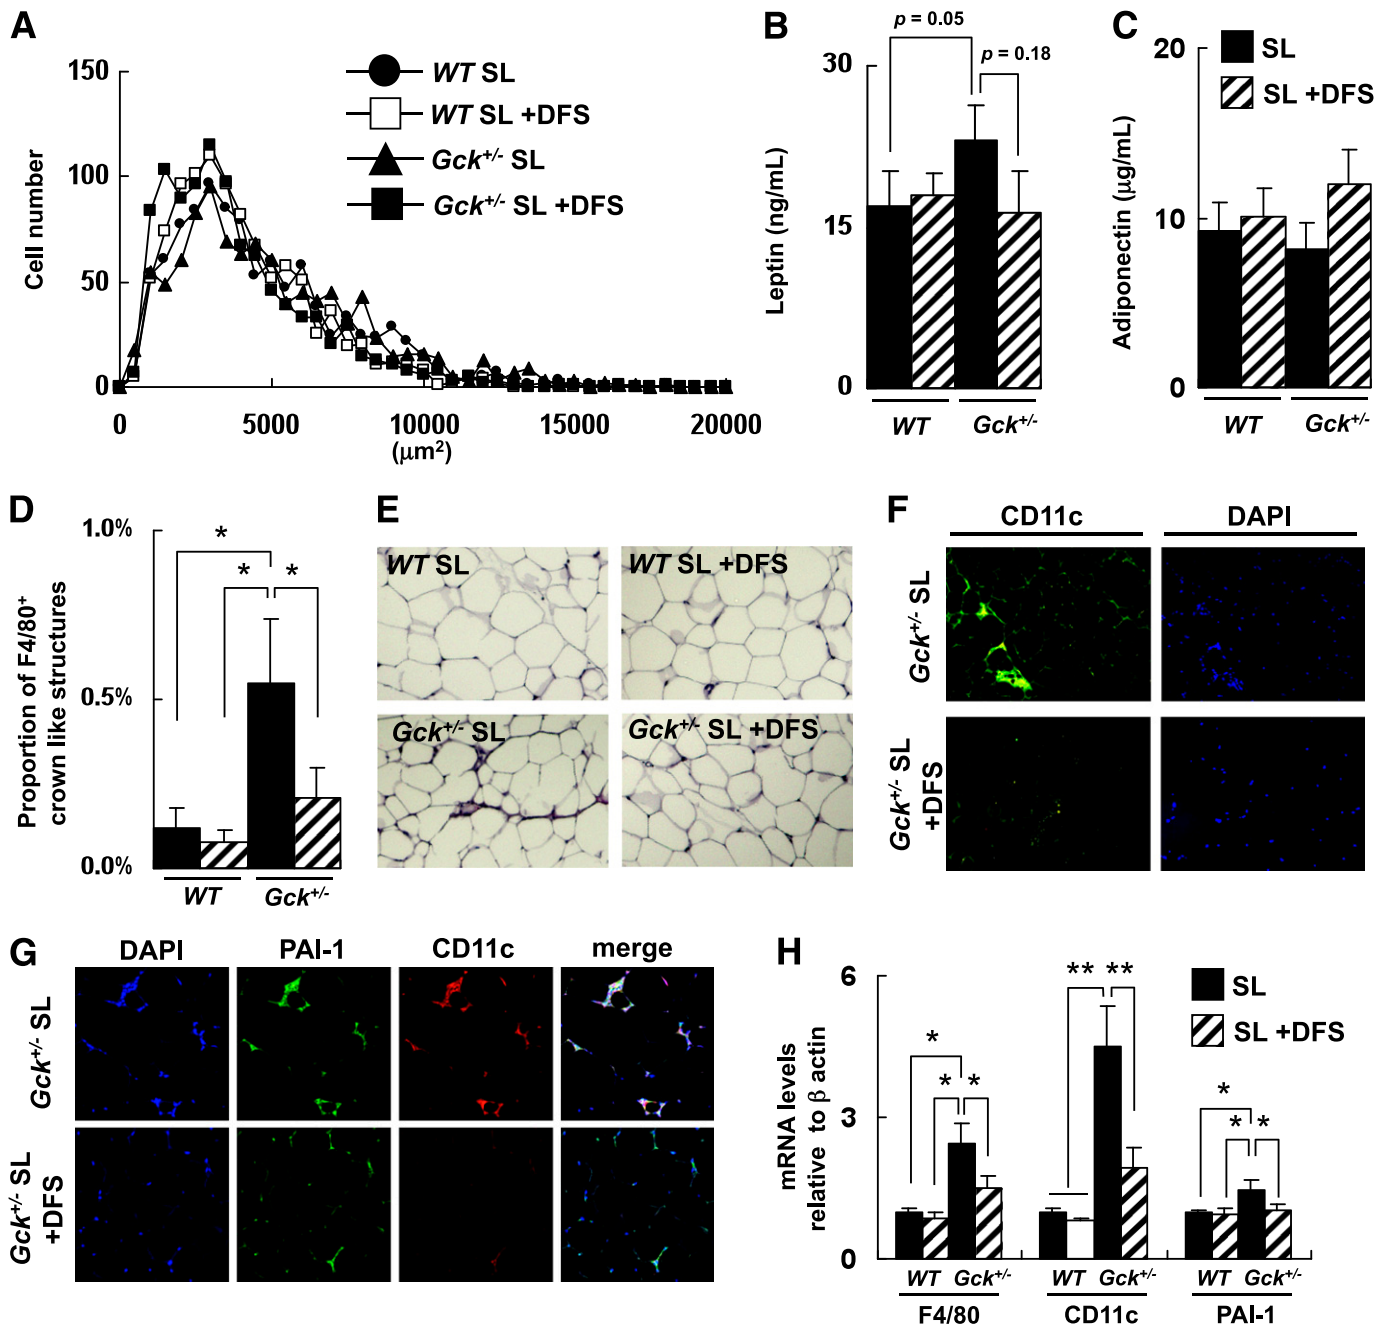 A
150
100
50
0
Cell number
0 5000 10000 15000 20000
(μm²)
WT SL
WT SL +DFS
Gck+/- SL
Gck+/- SL +DFS
B
p = 0.05
p = 0.18
30
15
0
Leptin (ng/mL)
WT Gck+/-
C
20
10
0
Adiponectin (μg/mL)
SL
SL +DFS
WT Gck+/-
D
1.0%
0.5%
0.0%
Proportion of F4/80+
crown like structures
*
* *
WT Gck+/-
E
WT SL
WT SL +DFS
Gck+/- SL
Gck+/- SL +DFS
F
CD11c DAPI
Gck+/- SL
Gck+/- SL
+DFS
G
DAPI PAI-1 CD11c merge
Gck+/- SL
Gck+/- SL
+DFS
H
6
3
0
mRNA levels
relative to β actin
SL
SL +DFS
*
* *
** **
*
* *
WT Gck+/- WT Gck+/- WT Gck+/-
F4/80 CD11c PAI-1